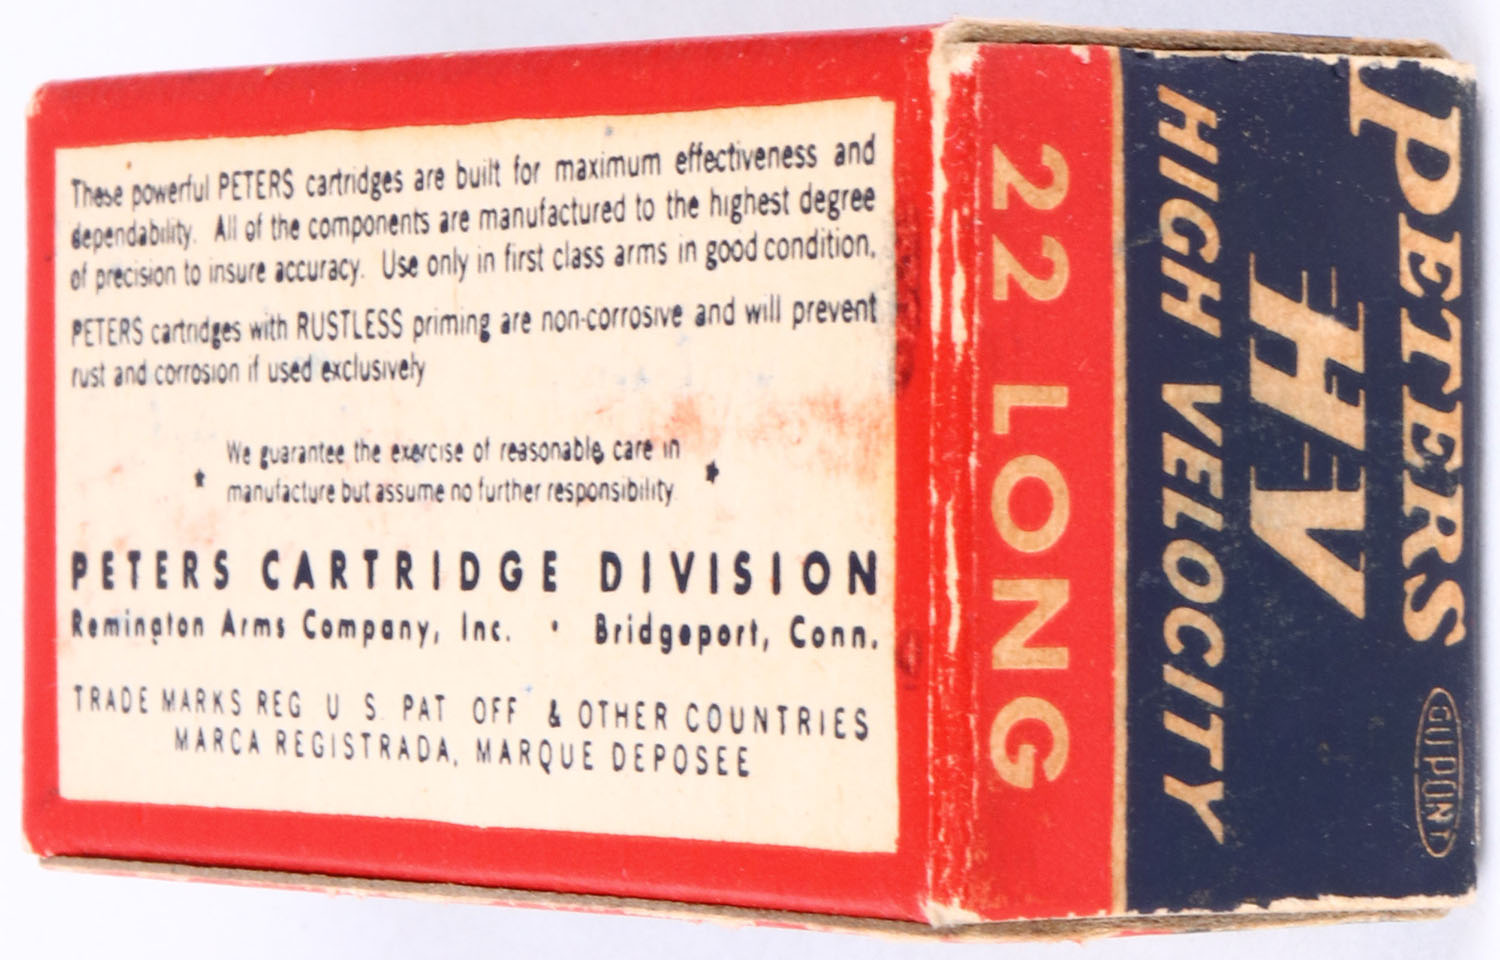 These powerful PETERS cartridges are built for maximum effectiveness and
dependability. All of the components are manufactured to the highest degree
of precision to insure accuracy. Use only in first class arms in good condition.
PETERS cartridges with RUSTLESS priming are non-corrosive and will prevent
rust and corrosion if used exclusively
We guarantee the exercise of reasonable care in
manufacture but assume no further responsibility.
PETERS CARTRIDGE DIVISION
Remington Arms Company, Inc. • Bridgeport, Conn.
TRADE MARKS REG U S. PAT OFF & OTHER COUNTRIES
MARCA REGISTRADA, MARQUE DEPOSEE
PETERS
DUPONT
HV
HIGH VELOCITY
22 LONG